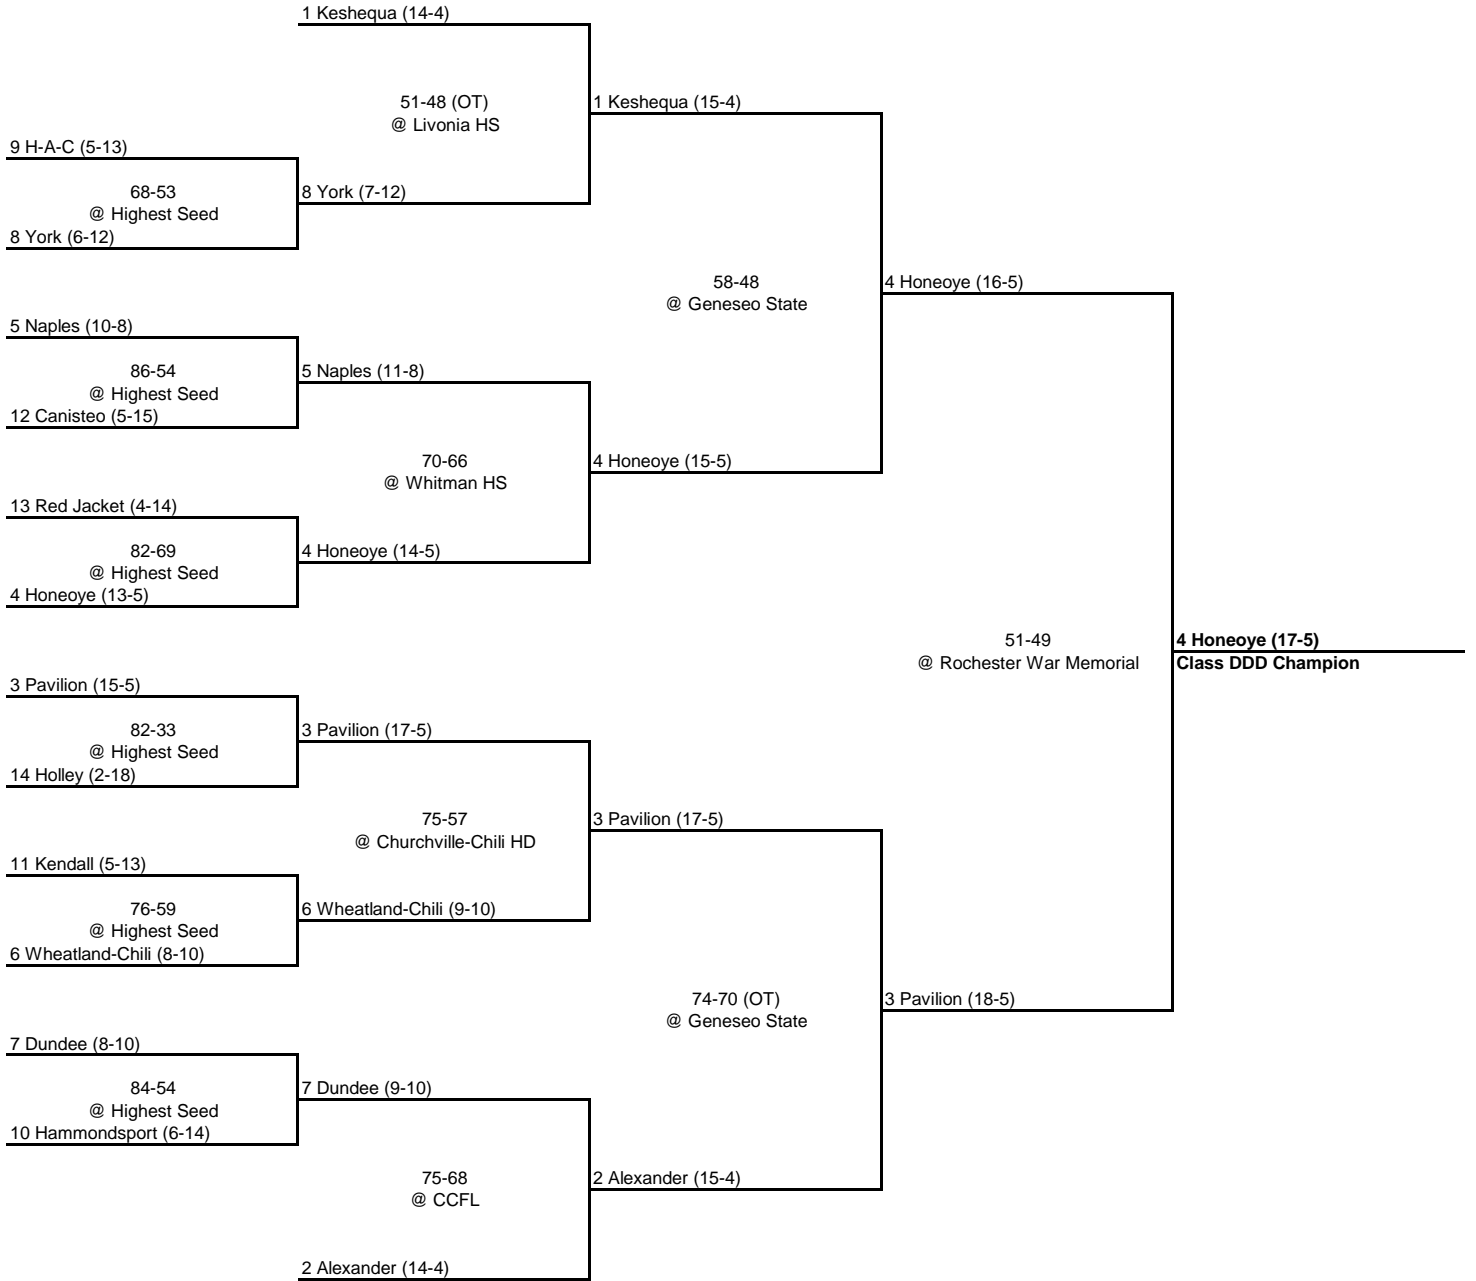 1 Keshequa (14-4)
51-48 (OT)
@ Livonia HS
1 Keshequa (15-4)
9 H-A-C (5-13)
68-53
@ Highest Seed
8 York (7-12)
8 York (6-12)
58-48
@ Geneseo State
4 Honeoye (16-5)
5 Naples (10-8)
86-54
@ Highest Seed
5 Naples (11-8)
12 Canisteo (5-15)
70-66
@ Whitman HS
4 Honeoye (15-5)
13 Red Jacket (4-14)
82-69
@ Highest Seed
4 Honeoye (14-5)
4 Honeoye (13-5)
51-49
@ Rochester War Memorial
4 Honeoye (17-5)
Class DDD Champion
3 Pavilion (15-5)
82-33
@ Highest Seed
3 Pavilion (17-5)
14 Holley (2-18)
75-57
@ Churchville-Chili HD
3 Pavilion (17-5)
11 Kendall (5-13)
76-59
@ Highest Seed
6 Wheatland-Chili (9-10)
6 Wheatland-Chili (8-10)
74-70 (OT)
@ Geneseo State
3 Pavilion (18-5)
7 Dundee (8-10)
84-54
@ Highest Seed
7 Dundee (9-10)
10 Hammondsport (6-14)
75-68
@ CCFL
2 Alexander (15-4)
2 Alexander (14-4)